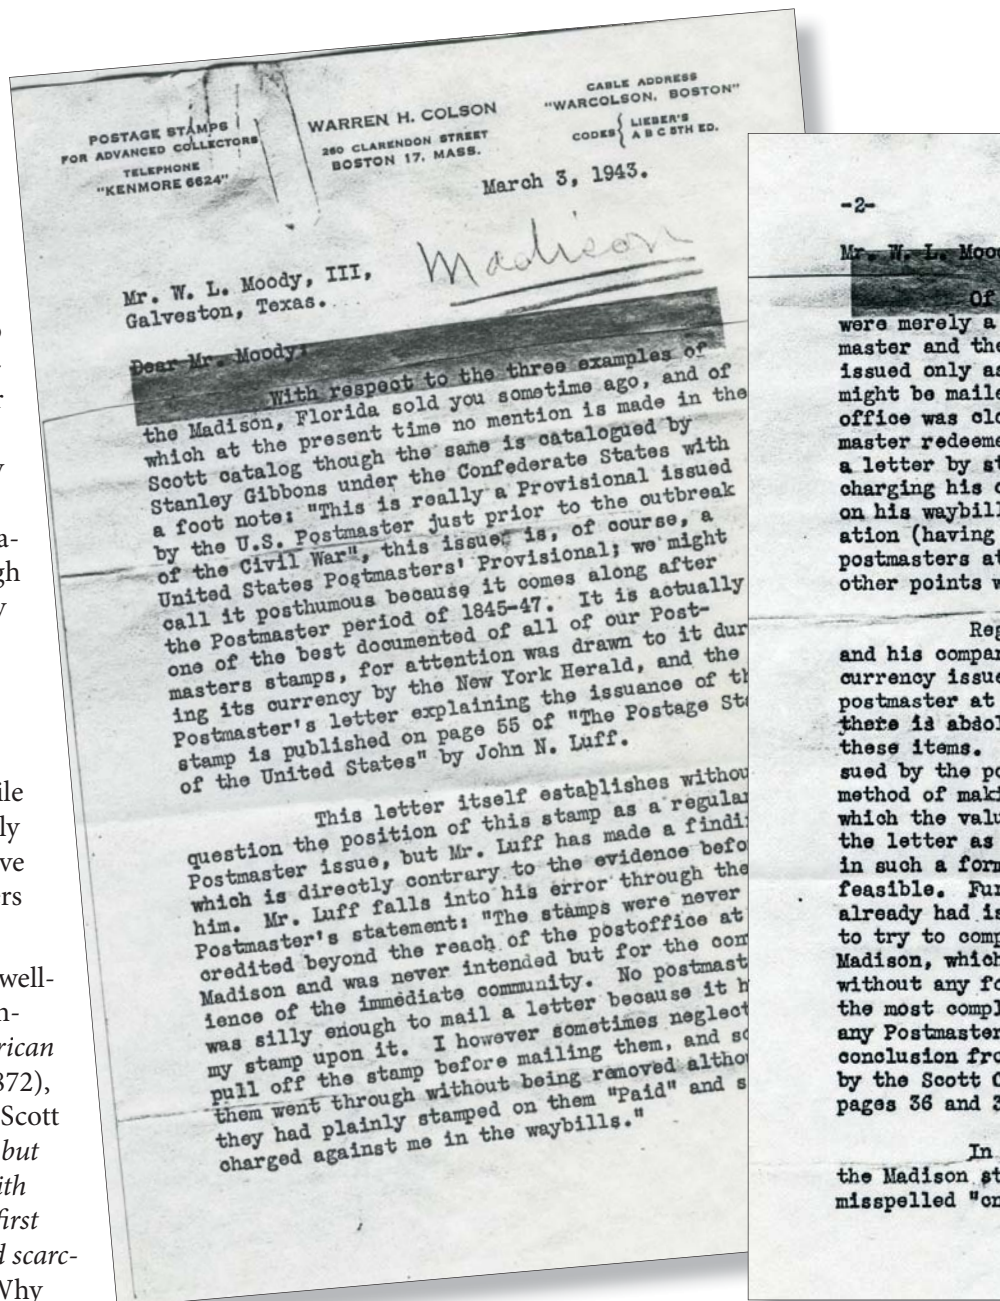 POSTAGE STAMPS
FOR ADVANCED COLLECTORS
TELEPHONE
"KENMORE 6624"
WARREN H. COLSON
260 CLARENDON STREET
BOSTON 17, MASS.
CABLE ADDRESS
"WARCOLSON, BOSTON"
CODES { LIEBER'S
A B C 5TH ED.
March 3, 1943.
Madison
Mr. W. L. Moody, III,
Galveston, Texas.
Dear Mr. Moody:
With respect to the three examples of
the Madison, Florida sold you sometime ago, and of
which at the present time no mention is made in the
Scott catalog though the same is catalogued by
Stanley Gibbons under the Confederate States with
a foot note: "This is really a Provisional issued
by the U.S. Postmaster just prior to the outbreak
of the Civil War", this issue, is, of course, a
United States Postmasters' Provisional; we might
call it posthumous because it comes along after
the Postmaster period of 1845-47. It is actually
one of the best documented of all of our Post-
masters stamps, for attention was drawn to it dur
ing its currency by the New York Herald, and the
Postmaster's letter explaining the issuance of th
stamp is published on page 55 of "The Postage Sta
of the United States" by John N. Luff.
This letter itself establishes withou
question the position of this stamp as a regular
Postmaster issue, but Mr. Luff has made a findi
which is directly contrary to the evidence befo
him. Mr. Luff falls into his error through the
Postmaster's statement: "The stamps were never
credited beyond the reach of the postoffice at
Madison and was never intended but for the con
ience of the immediate community. No postmast
was silly enough to mail a letter because it h
my stamp upon it. I however sometimes neglect
pull off the stamp before mailing them, and so
them went through without being removed altho
they had plainly stamped on them "Paid" and s
charged against me in the waybills."
-2-
Mr. W. L. Mood
Of
were merely a
master and the
issued only as
might be maile
office was clo
master redeeme
a letter by st
charging his o
on his waybill
ation (having
postmasters at
other points w
Reg
and his compan
currency issue
postmaster at
there is absol
these items.
sued by the po
method of maki
which the valu
the letter as
in such a form
feasible. Fur
already had is
to try to comp
Madison, which
without any fo
the most compl
any Postmaster
conclusion fro
by the Scott C
pages 36 and 3
In
the Madison st
misspelled "on
r
y
a-
gh
y
ile
ly
ve
rs
well-
n-
rican
872),
Scott
but
ith
first
d scarc-
Why